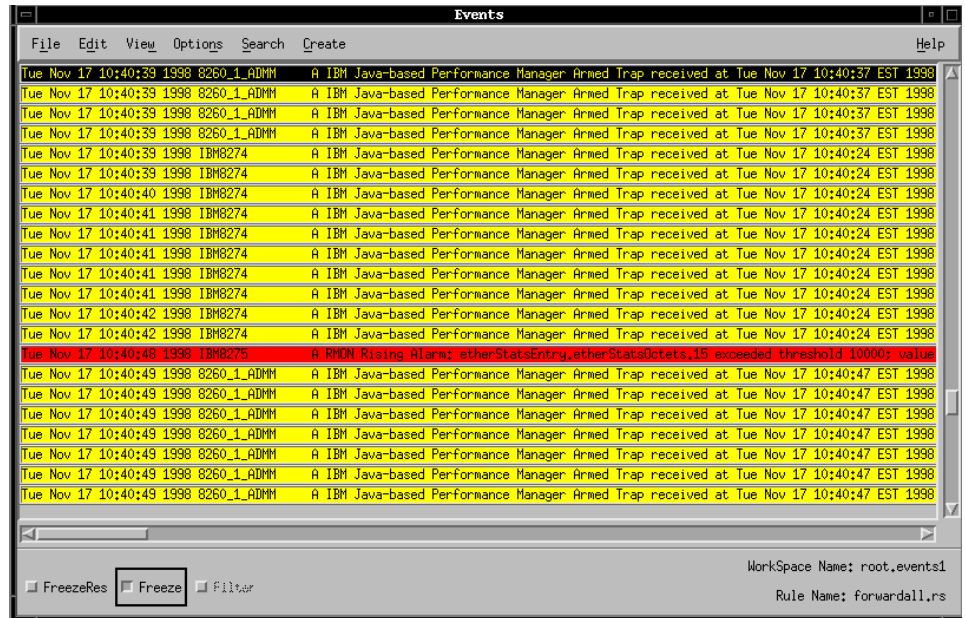 Events
File Edit View Options Search Create Help
Tue Nov 17 10:40:39 1998 8260_1_ADMM A IBM Java-based Performance Manager Armed Trap received at Tue Nov 17 10:40:37 EST 1998
Tue Nov 17 10:40:39 1998 8260_1_ADMM A IBM Java-based Performance Manager Armed Trap received at Tue Nov 17 10:40:37 EST 1998
Tue Nov 17 10:40:39 1998 8260_1_ADMM A IBM Java-based Performance Manager Armed Trap received at Tue Nov 17 10:40:37 EST 1998
Tue Nov 17 10:40:39 1998 8260_1_ADMM A IBM Java-based Performance Manager Armed Trap received at Tue Nov 17 10:40:37 EST 1998
Tue Nov 17 10:40:39 1998 IBM8274 A IBM Java-based Performance Manager Armed Trap received at Tue Nov 17 10:40:24 EST 1998
Tue Nov 17 10:40:39 1998 IBM8274 A IBM Java-based Performance Manager Armed Trap received at Tue Nov 17 10:40:24 EST 1998
Tue Nov 17 10:40:40 1998 IBM8274 A IBM Java-based Performance Manager Armed Trap received at Tue Nov 17 10:40:24 EST 1998
Tue Nov 17 10:40:41 1998 IBM8274 A IBM Java-based Performance Manager Armed Trap received at Tue Nov 17 10:40:24 EST 1998
Tue Nov 17 10:40:41 1998 IBM8274 A IBM Java-based Performance Manager Armed Trap received at Tue Nov 17 10:40:24 EST 1998
Tue Nov 17 10:40:41 1998 IBM8274 A IBM Java-based Performance Manager Armed Trap received at Tue Nov 17 10:40:24 EST 1998
Tue Nov 17 10:40:41 1998 IBM8274 A IBM Java-based Performance Manager Armed Trap received at Tue Nov 17 10:40:24 EST 1998
Tue Nov 17 10:40:41 1998 IBM8274 A IBM Java-based Performance Manager Armed Trap received at Tue Nov 17 10:40:24 EST 1998
Tue Nov 17 10:40:42 1998 IBM8274 A IBM Java-based Performance Manager Armed Trap received at Tue Nov 17 10:40:24 EST 1998
Tue Nov 17 10:40:42 1998 IBM8274 A IBM Java-based Performance Manager Armed Trap received at Tue Nov 17 10:40:24 EST 1998
Tue Nov 17 10:40:48 1998 IBM8275 A RMON Rising Alarm: etherStatsEntry.etherStatsOctets.15 exceeded threshold 10000; value
Tue Nov 17 10:40:49 1998 8260_1_ADMM A IBM Java-based Performance Manager Armed Trap received at Tue Nov 17 10:40:47 EST 1998
Tue Nov 17 10:40:49 1998 8260_1_ADMM A IBM Java-based Performance Manager Armed Trap received at Tue Nov 17 10:40:47 EST 1998
Tue Nov 17 10:40:49 1998 8260_1_ADMM A IBM Java-based Performance Manager Armed Trap received at Tue Nov 17 10:40:47 EST 1998
Tue Nov 17 10:40:49 1998 8260_1_ADMM A IBM Java-based Performance Manager Armed Trap received at Tue Nov 17 10:40:47 EST 1998
Tue Nov 17 10:40:49 1998 8260_1_ADMM A IBM Java-based Performance Manager Armed Trap received at Tue Nov 17 10:40:47 EST 1998
Tue Nov 17 10:40:49 1998 8260_1_ADMM A IBM Java-based Performance Manager Armed Trap received at Tue Nov 17 10:40:47 EST 1998
Tue Nov 17 10:40:49 1998 8260_1_ADMM A IBM Java-based Performance Manager Armed Trap received at Tue Nov 17 10:40:47 EST 1998
WorkSpace Name: root.events1
FreezeRes Freeze Filter
Rule Name: forwardall.rs